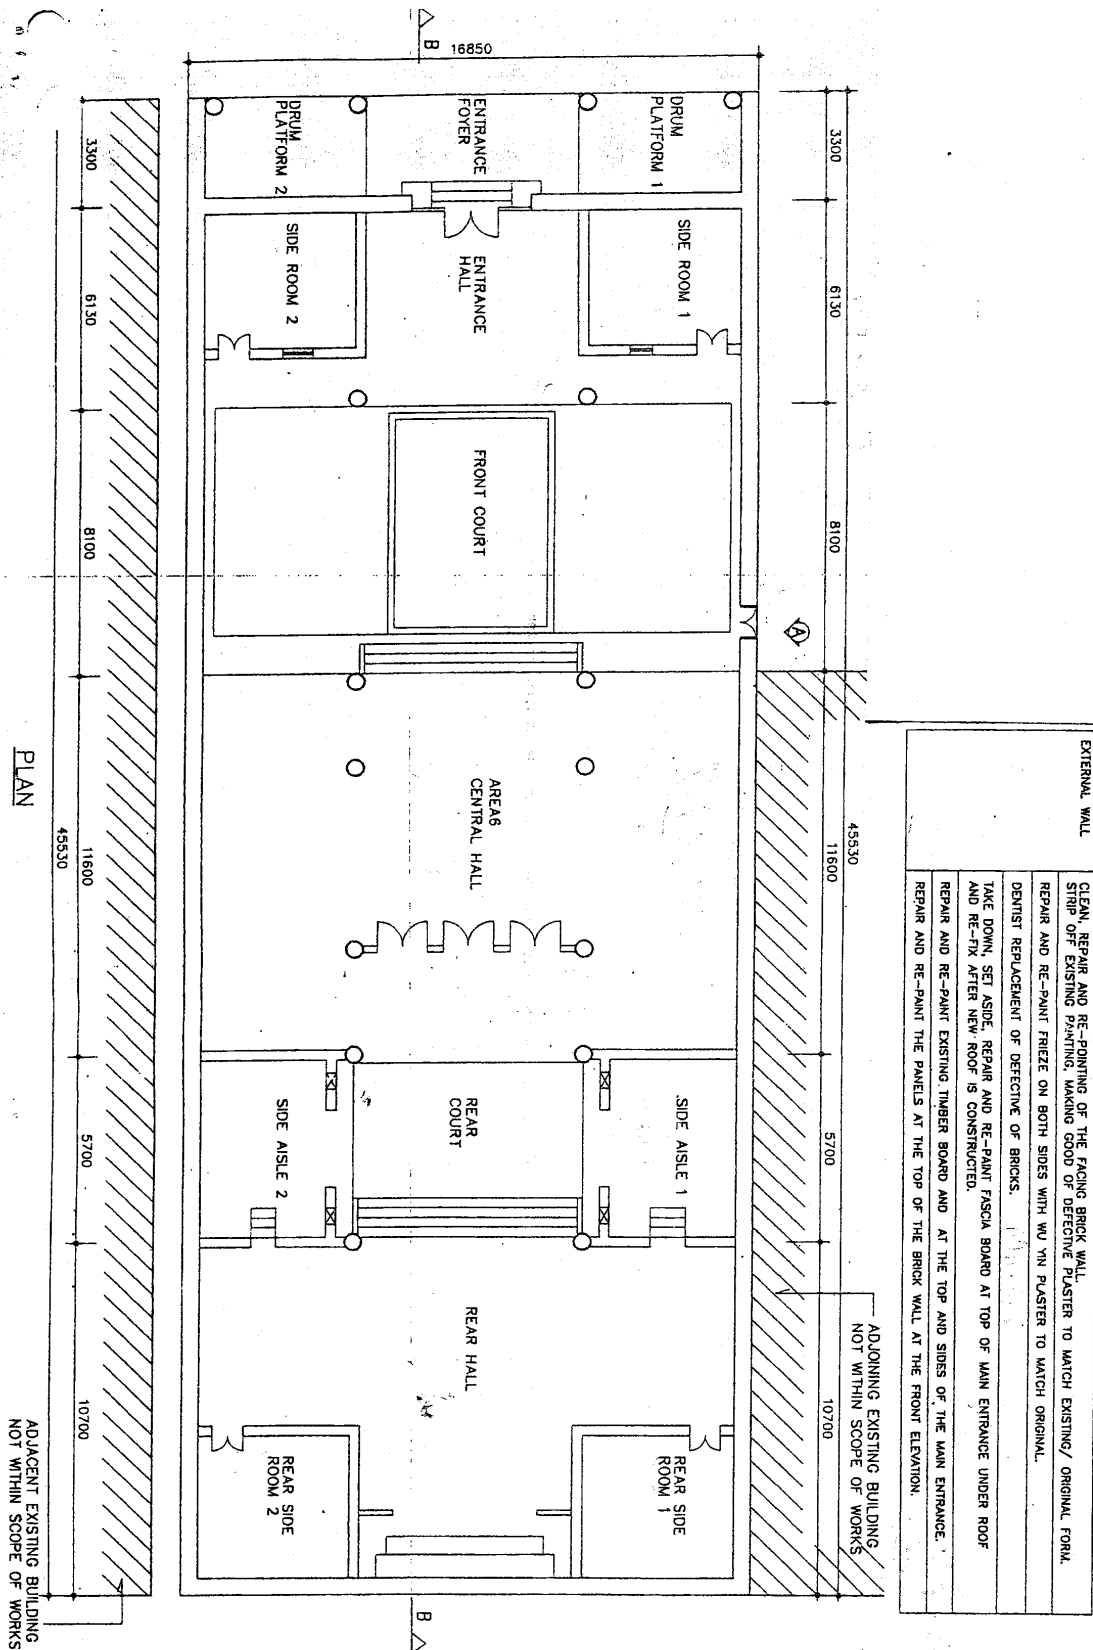 EXTERNAL WALL
CLEAN, REPAIR AND RE-POINTING OF THE FACING BRICK WALL.
STRIP OFF EXISTING PAINTING, MAKING GOOD OF DEFECTIVE PLASTER TO MATCH EXISTING/ ORIGINAL FORM.
REPAIR AND RE-PAINT FRIEZE ON BOTH SIDES WITH WU YIN PLASTER TO MATCH ORIGINAL.
DENTIST REPLACEMENT OF DEFECTIVE OF BRICKS.
TAKE DOWN, SET ASIDE, REPAIR AND RE-PAINT FASCIA BOARD AT TOP OF MAIN ENTRANCE UNDER ROOF
AND RE-FIX AFTER NEW ROOF IS CONSTRUCTED.
REPAIR AND RE-PAINT EXISTING TIMBER BOARD AND AT THE TOP AND SIDES OF THE MAIN ENTRANCE.
REPAIR AND RE-PAINT THE PANELS AT THE TOP OF THE BRICK WALL AT THE FRONT ELEVATION.
45530
3300
6130
8100
11600
5700
10700
A
ADJOINING EXISTING BUILDING
NOT WITHIN SCOPE OF WORKS
DRUM
PLATFORM 1
SIDE ROOM 1
SIDE AISLE 1
REAR SIDE
ROOM 1
16850
B
ENTRANCE
FOYER
ENTRANCE
HALL
FRONT COURT
AREA6
CENTRAL HALL
REAR
COURT
REAR HALL
B
DRUM
PLATFORM 2
SIDE ROOM 2
SIDE AISLE 2
REAR SIDE
ROOM 2
3300
6130
8100
11600
5700
10700
45530
PLAN
ADJACENT EXISTING BUILDING
NOT WITHIN SCOPE OF WORKS